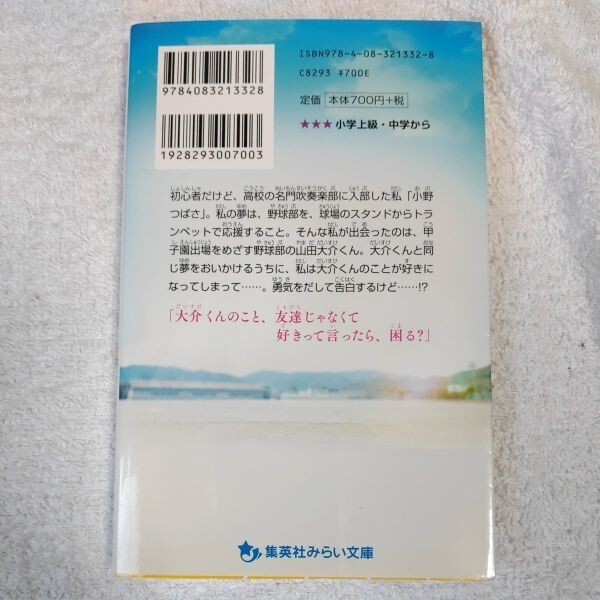 ISBN978-4-08-321332-8
C8293 ¥700E
9784083213328
定価 本体700円+税
★★★ 小学上級・中学から
1928293007003
初心者だけど、高校の名門吹奏楽部に入部した私「小野
つばさ」。私の夢は、野球部を、球場のスタンドからトラ
ンペットで応援すること。そんな私が出会ったのは、甲
子園出場をめざす野球部の山田大介くん。大介くんと同
じ夢をおいかけるうちに、私は大介くんのことが好きに
なってしまって……。勇気をだして告白するけど……!?
「大介くんのこと、友達じゃなくて
好きって言ったら、困る?」
集英社みらい文庫